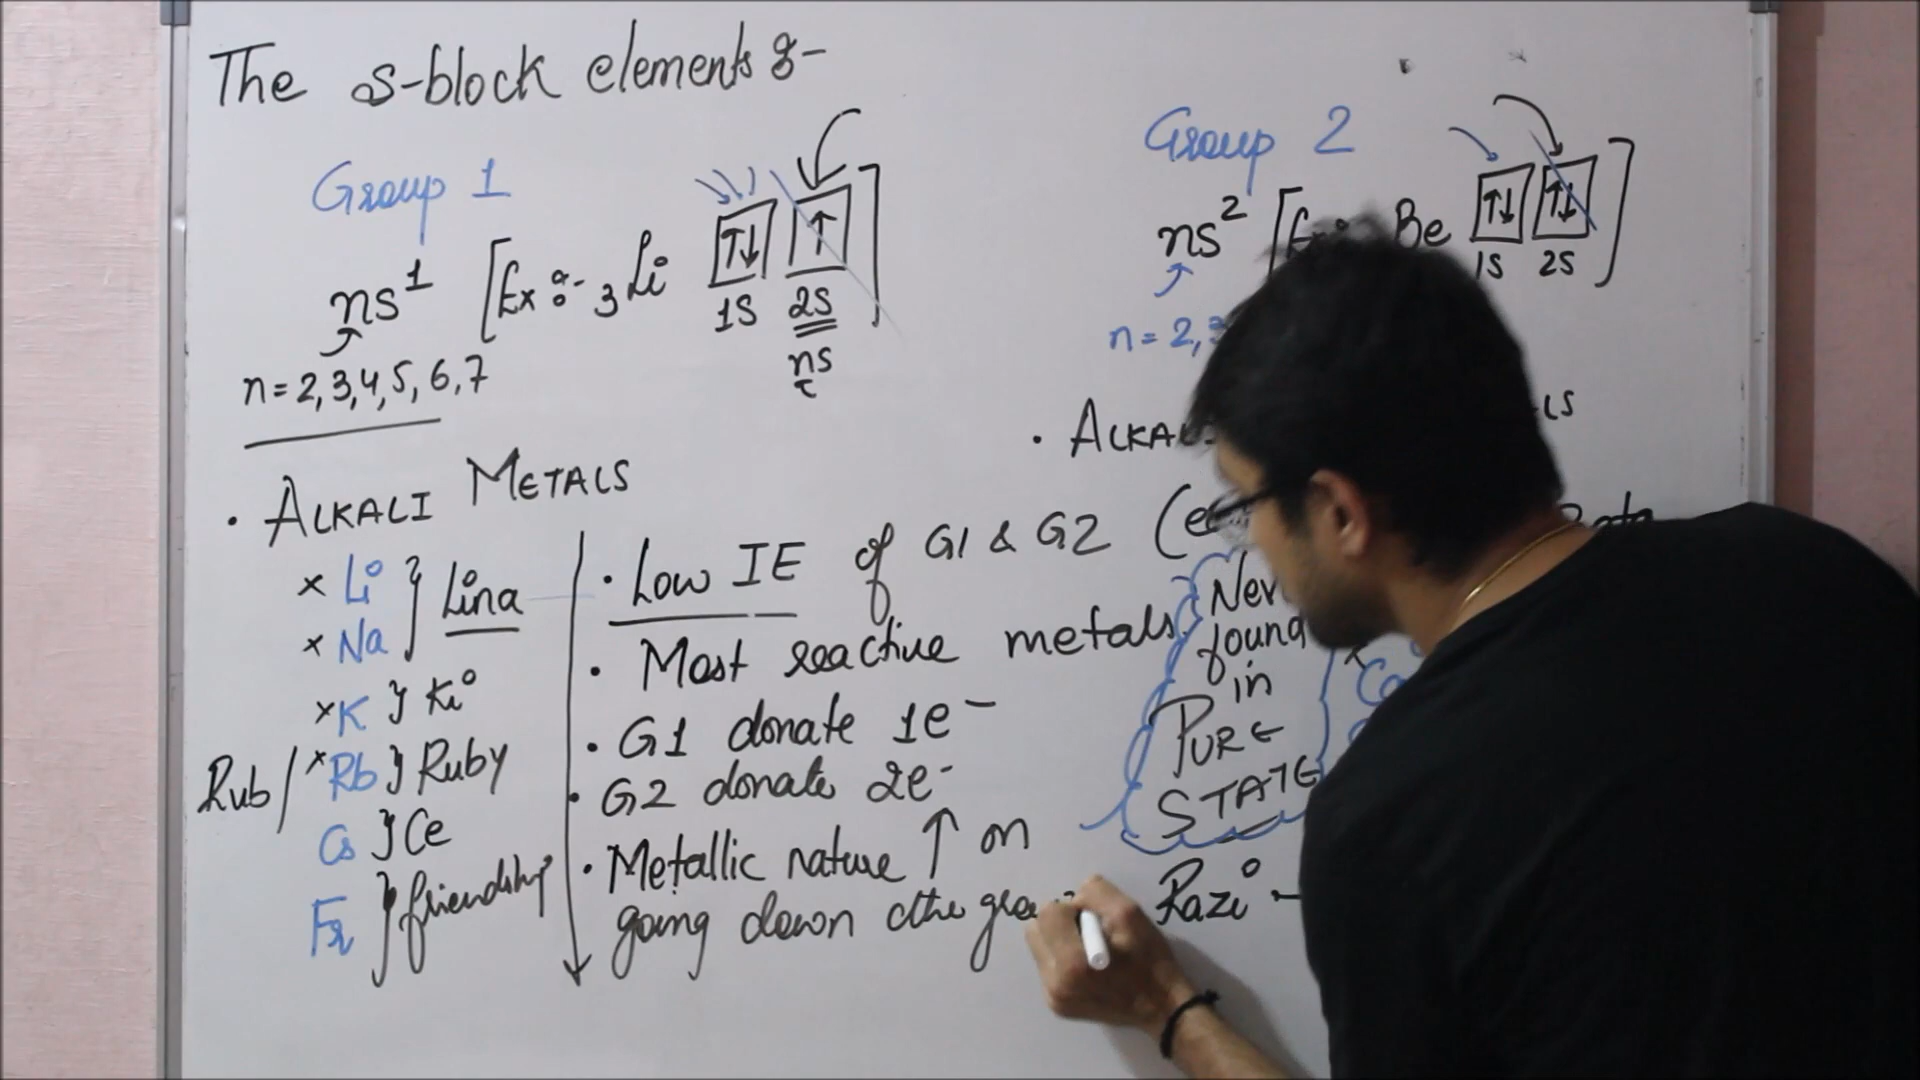 The s-block elements :-
Group 1
ns¹ [Ex :- ₃Li ↑↓ ↑ ]
1S 2S
ns
n = 2, 3, 4, 5, 6, 7
Group 2
ns² [Ex Be ↑↓ ↑↓ ]
1S 2S
n = 2,
• ALKALI METALS
× Li } Lina
× Na
× K } Ki
Rub / × Rb } Ruby
Cs } Ce
Fr } friendship
• Low IE of G1 & G2 (e
• Most reactive metals
• G1 donate 1e⁻
• G2 donate 2e⁻
• Metallic nature ↑ on
going down the
found
in
PURE
STATE
Razi -